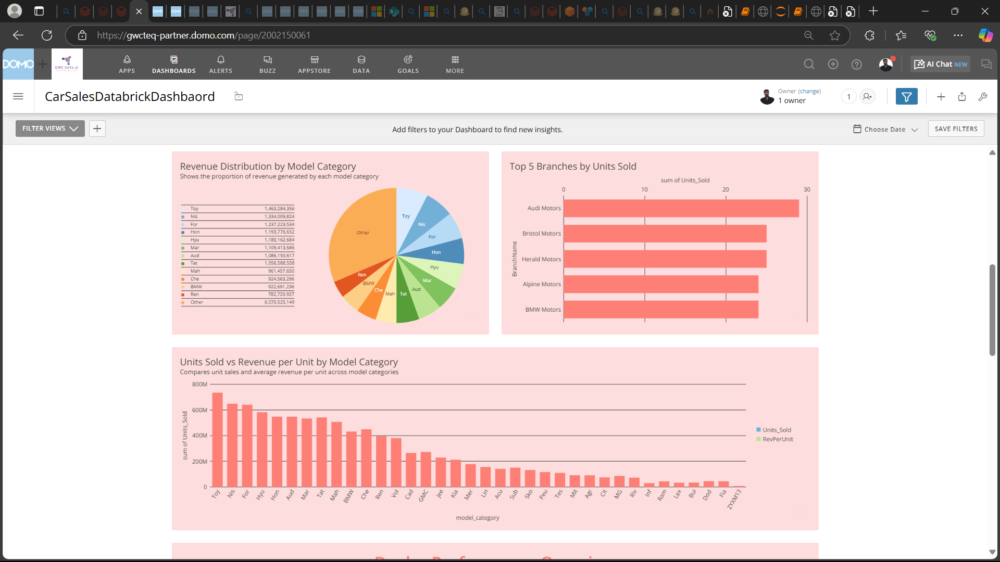 https://gwcteq-partner.domo.com/page/2002150061
DOMO
GWC DATA.AI
APPS
DASHBOARDS
ALERTS
BUZZ
APPSTORE
DATA
GOALS
MORE
AI Chat NEW
CarSalesDatabrickDashbaord
Owner (change)
1 owner
1
FILTER VIEWS
Add filters to your Dashboard to find new insights.
Choose Date
SAVE FILTERS
Revenue Distribution by Model Category
Shows the proportion of revenue generated by each model category
Toy 1,463,284,356
Nis 1,334,009,824
For 1,237,223,534
Hon 1,193,776,652
Hyu 1,180,162,684
Mar 1,109,413,586
Aud 1,086,150,617
Tat 1,056,588,558
Mah 961,457,650
Che 924,563,296
BMW 922,691,236
Ren 782,720,927
Other 6,070,525,149
Toy
Nis
For
Hon
Hyu
Mar
Aud
Tat
Mah
Che
BMW
Ren
Other
Top 5 Branches by Units Sold
sum of Units_Sold
0 10 20 30
BranchName
Audi Motors
Bristol Motors
Herald Motors
Alpine Motors
BMW Motors
Units Sold vs Revenue per Unit by Model Category
Compares unit sales and average revenue per unit across model categories
sum of Units_Sold
800M
600M
400M
200M
0
Toy Nis For Hyu Hon Aud Mar Tat Mah BMW Che Ren Vol Cad GMC Jee Kia Mer Lin Acu Sub Sko Peu Tes Mit Agr Cit MG Riv Inf Ram Lex Bui Dod Fia ZYXM13
model_category
Units_Sold
RevPerUnit